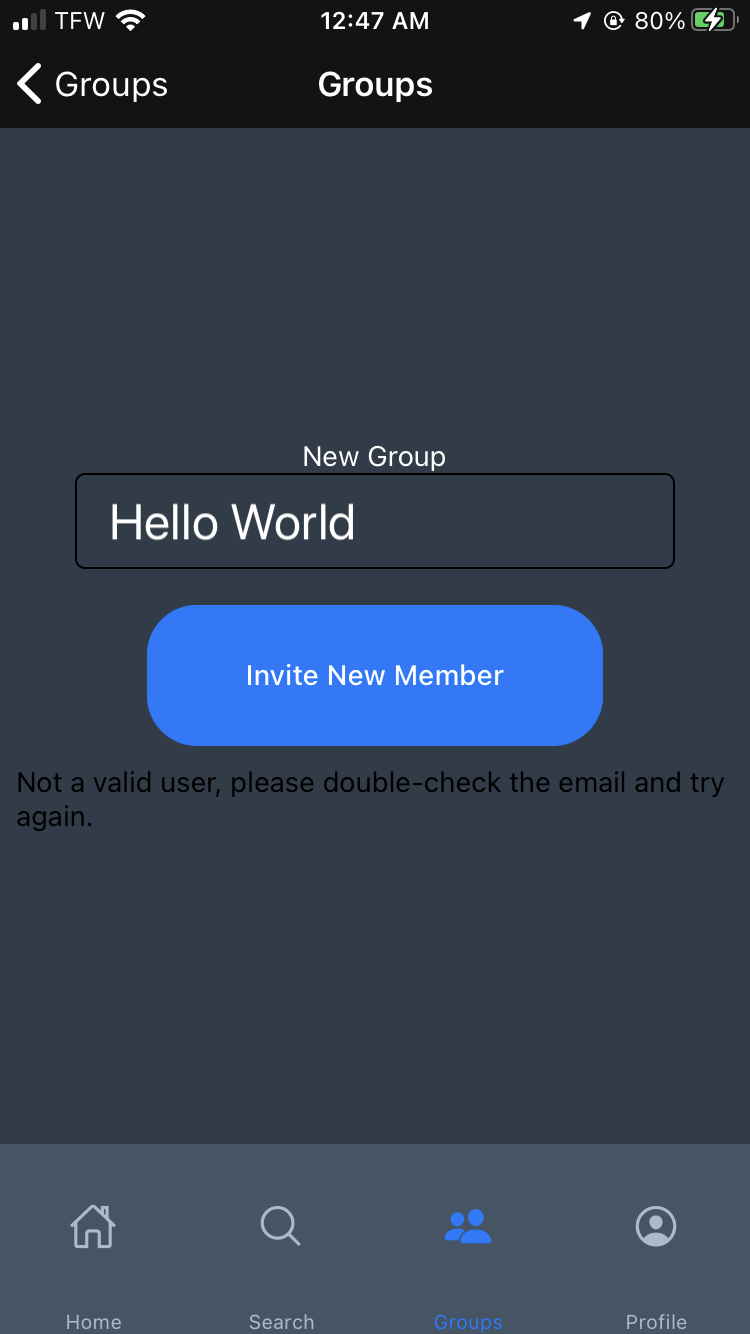 TFW 12:47 AM 80%
Groups Groups
New Group
Hello World
Invite New Member
Not a valid user, please double-check the email and try
again.
Home Search Groups Profile